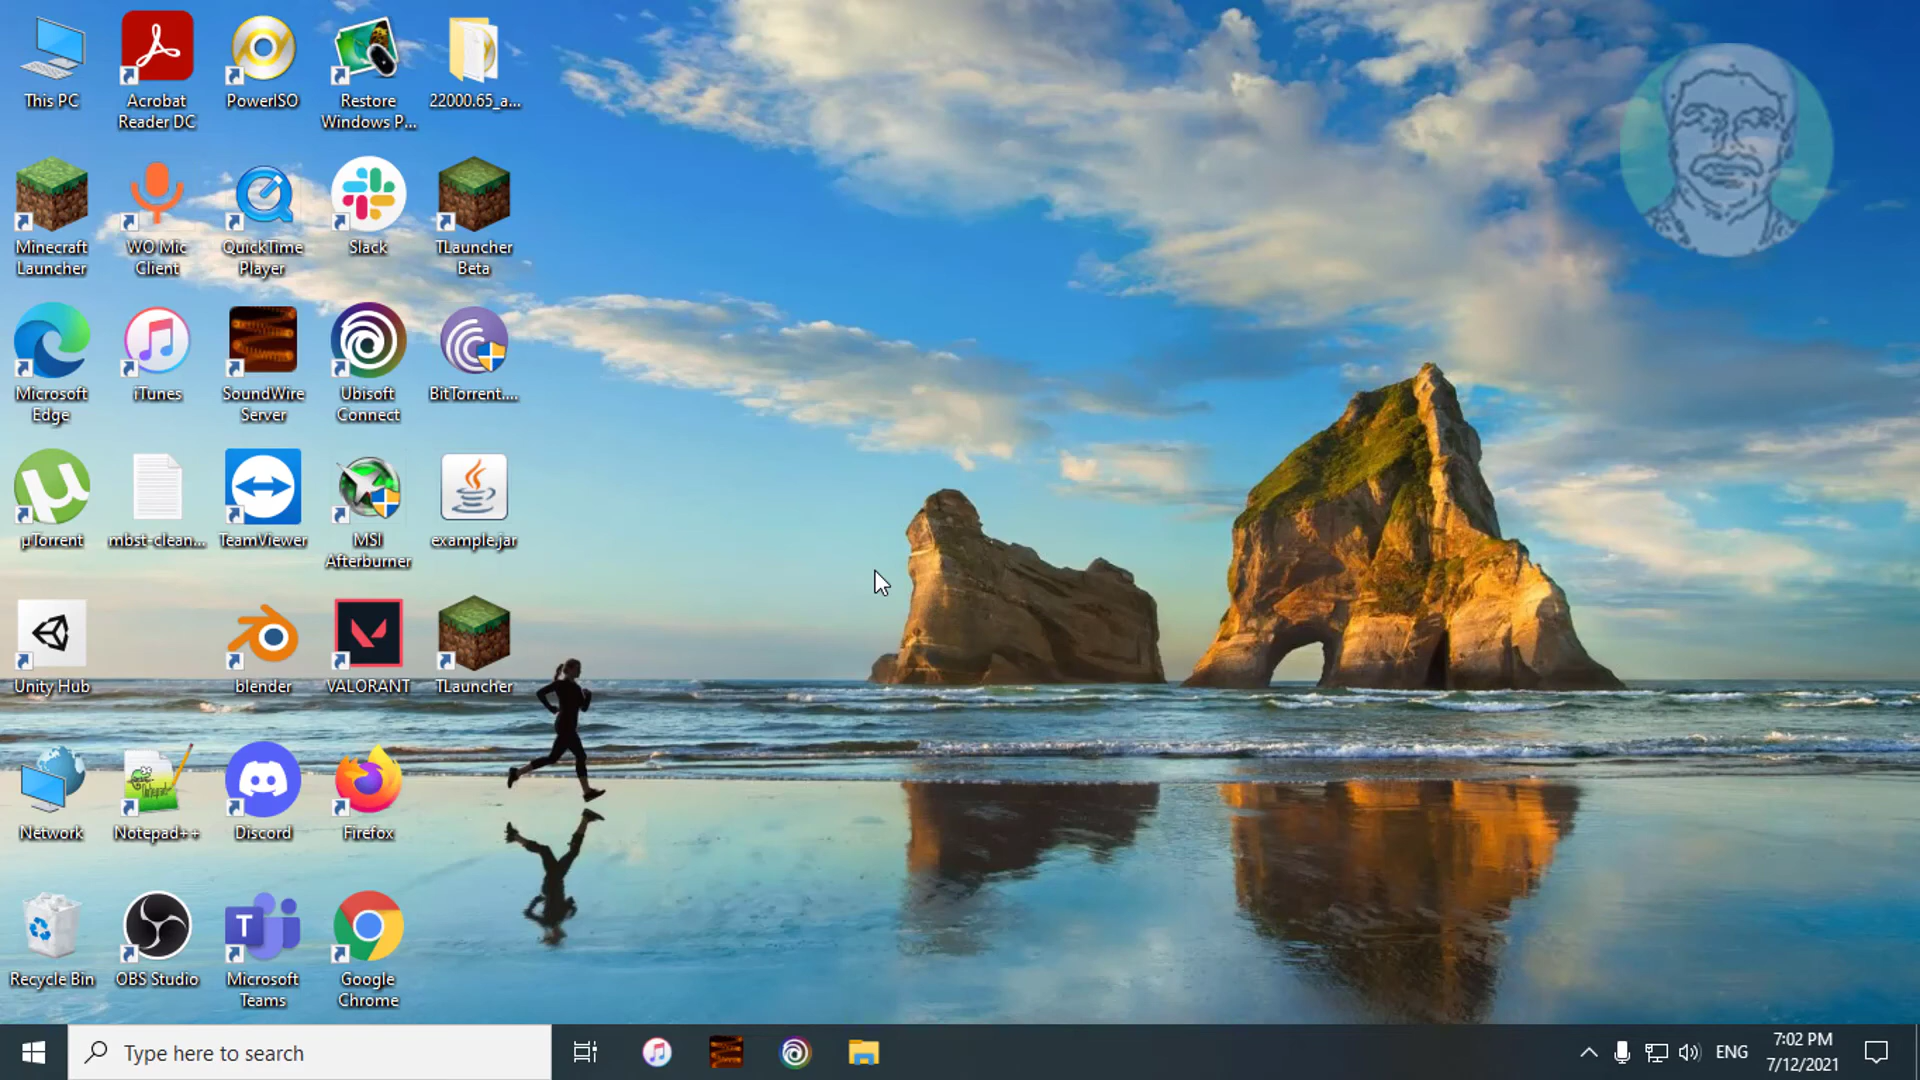 This PC
Acrobat
Reader DC
PowerISO
Restore
Windows P...
22000.65_a...
Minecraft
Launcher
WO Mic
Client
QuickTime
Player
Slack
TLauncher
Beta
Microsoft
Edge
iTunes
SoundWire
Server
Ubisoft
Connect
BitTorrent....
µTorrent
mbst-clean...
TeamViewer
MSI
Afterburner
example.jar
Unity Hub
blender
VALORANT
TLauncher
Network
Notepad++
Discord
Firefox
Recycle Bin
OBS Studio
T
Microsoft
Teams
Google
Chrome
Type here to search
ENG
7:02 PM
7/12/2021